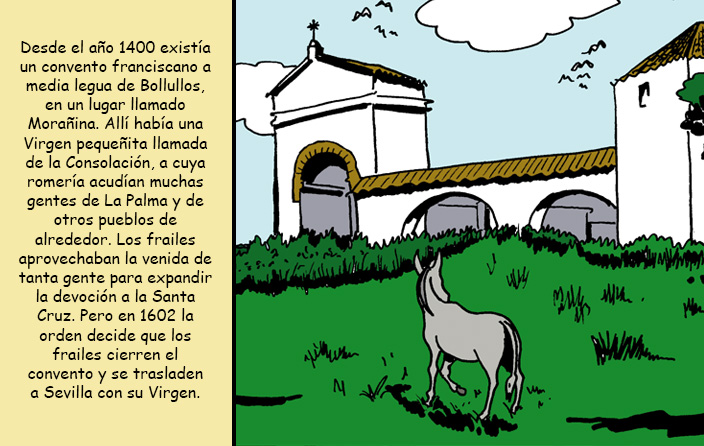 Desde el año 1400 existía
un convento franciscano a
media legua de Bollullos,
en un lugar llamado
Morañina. Allí había una
Virgen pequeñita llamada
de la Consolación, a cuya
romería acudían muchas
gentes de La Palma y de
otros pueblos de
alrededor. Los frailes
aprovechaban la venida de
tanta gente para expandir
la devoción a la Santa
Cruz. Pero en 1602 la
orden decide que los
frailes cierren el
convento y se trasladen
a Sevilla con su Virgen.